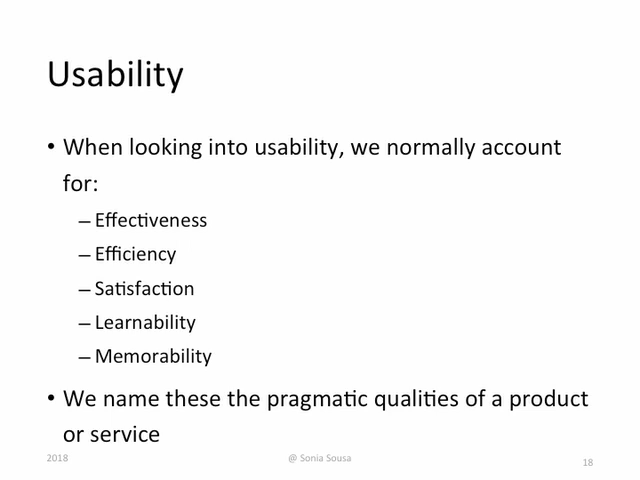 Usability
• When looking into usability, we normally account
for:
– Effectiveness
– Efficiency
– Satisfaction
– Learnability
– Memorability
• We name these the pragmatic qualities of a product
or service
2018
@ Sonia Sousa
18